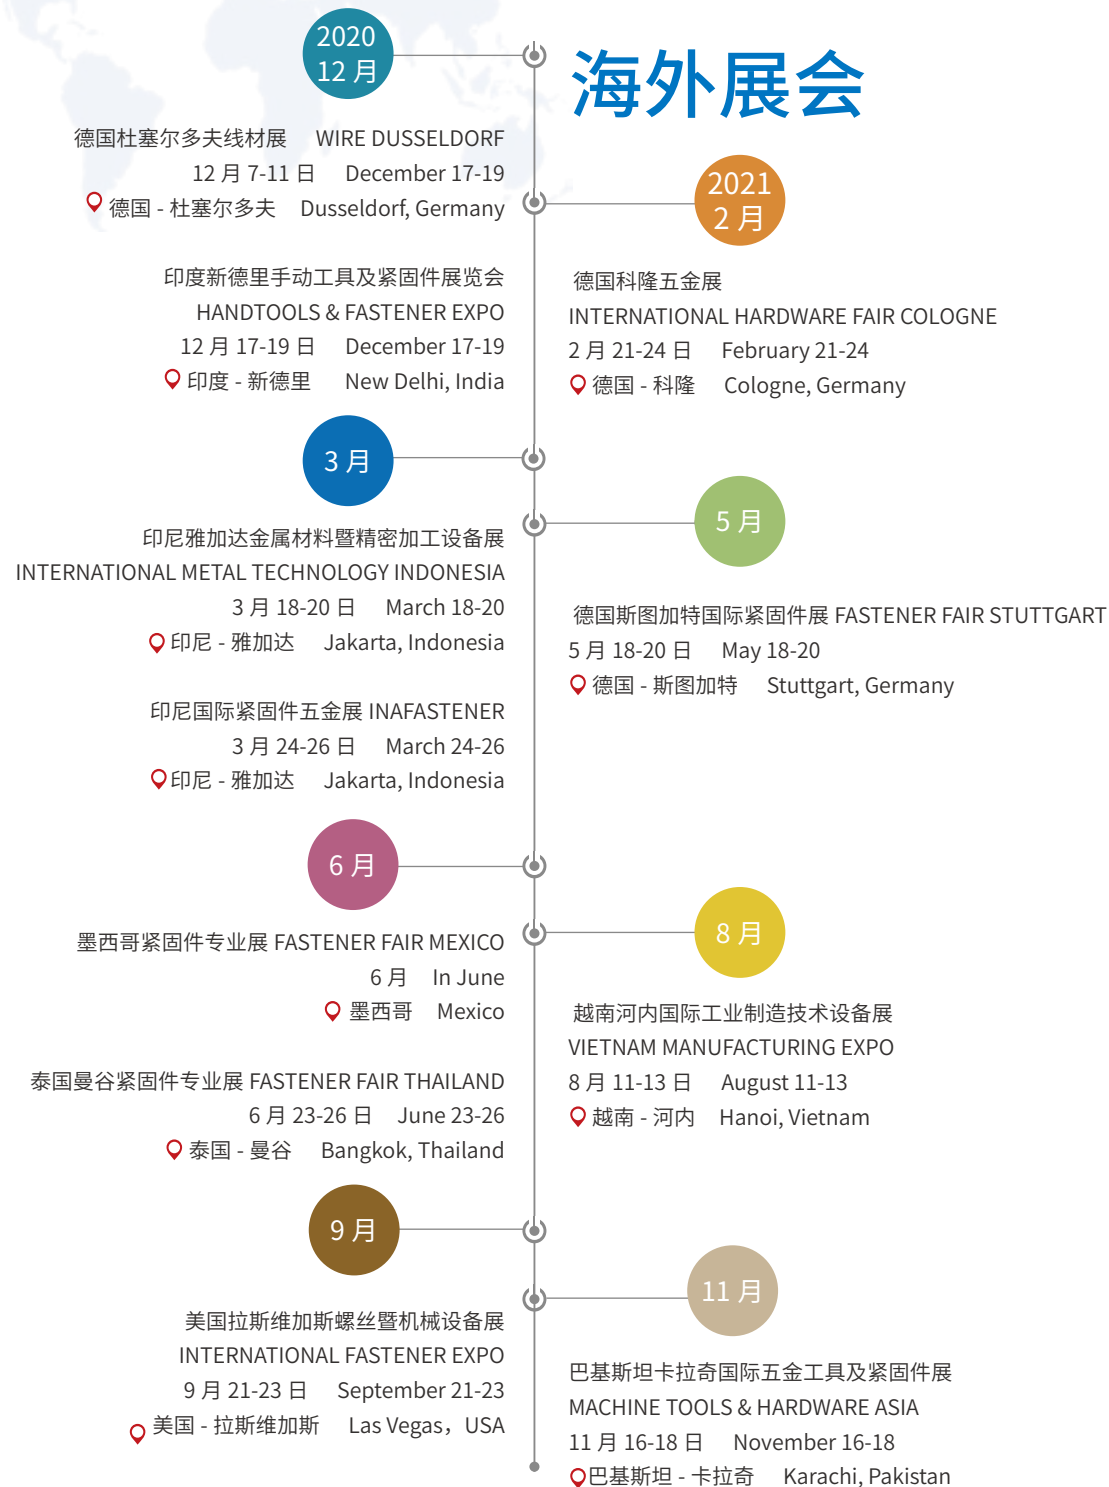 海外展会
2020
12 月
德国杜塞尔多夫线材展 WIRE DUSSELDORF
12 月 7-11 日 December 17-19
德国 - 杜塞尔多夫 Dusseldorf, Germany
印度新德里手动工具及紧固件展览会
HANDTOOLS & FASTENER EXPO
12 月 17-19 日 December 17-19
印度 - 新德里 New Delhi, India
2021
2 月
德国科隆五金展
INTERNATIONAL HARDWARE FAIR COLOGNE
2 月 21-24 日 February 21-24
德国 - 科隆 Cologne, Germany
3 月
印尼雅加达金属材料暨精密加工设备展
INTERNATIONAL METAL TECHNOLOGY INDONESIA
3 月 18-20 日 March 18-20
印尼 - 雅加达 Jakarta, Indonesia
印尼国际紧固件五金展 INAFASTENER
3 月 24-26 日 March 24-26
印尼 - 雅加达 Jakarta, Indonesia
5 月
德国斯图加特国际紧固件展 FASTENER FAIR STUTTGART
5 月 18-20 日 May 18-20
德国 - 斯图加特 Stuttgart, Germany
6 月
墨西哥紧固件专业展 FASTENER FAIR MEXICO
6 月 In June
墨西哥 Mexico
泰国曼谷紧固件专业展 FASTENER FAIR THAILAND
6 月 23-26 日 June 23-26
泰国 - 曼谷 Bangkok, Thailand
8 月
越南河内国际工业制造技术设备展
VIETNAM MANUFACTURING EXPO
8 月 11-13 日 August 11-13
越南 - 河内 Hanoi, Vietnam
9 月
美国拉斯维加斯螺丝暨机械设备展
INTERNATIONAL FASTENER EXPO
9 月 21-23 日 September 21-23
美国 - 拉斯维加斯 Las Vegas，USA
11 月
巴基斯坦卡拉奇国际五金工具及紧固件展
MACHINE TOOLS & HARDWARE ASIA
11 月 16-18 日 November 16-18
巴基斯坦 - 卡拉奇 Karachi, Pakistan